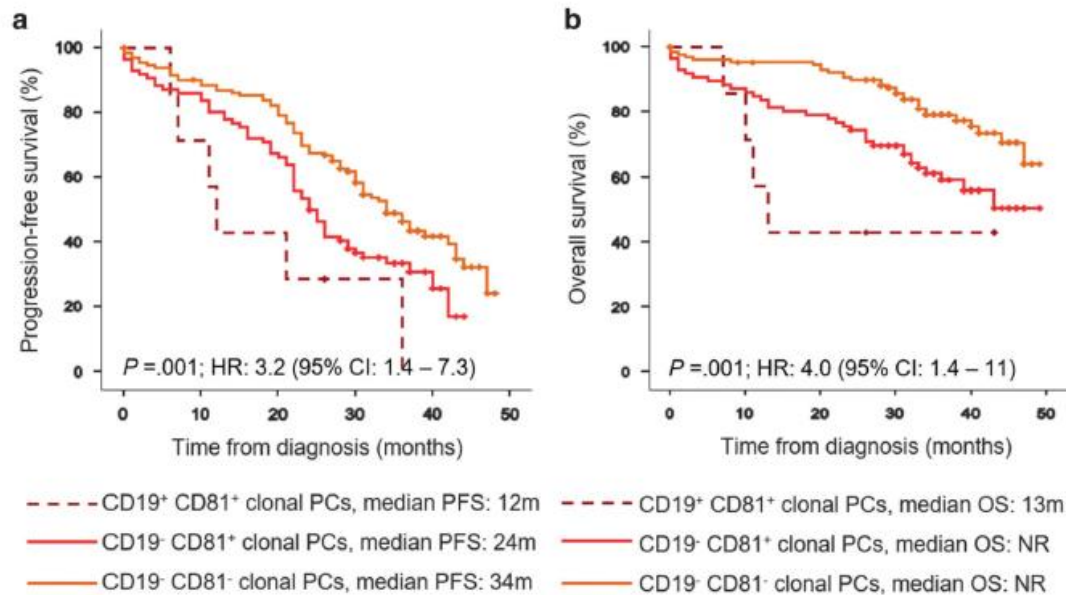 a
Progression-free survival (%)
100
80
60
40
20
0
P =.001; HR: 3.2 (95% CI: 1.4 – 7.3)
0 10 20 30 40 50
Time from diagnosis (months)
CD19⁺ CD81⁺ clonal PCs, median PFS: 12m
CD19⁻ CD81⁺ clonal PCs, median PFS: 24m
CD19⁻ CD81⁻ clonal PCs, median PFS: 34m
b
Overall survival (%)
100
80
60
40
20
0
P =.001; HR: 4.0 (95% CI: 1.4 – 11)
0 10 20 30 40 50
Time from diagnosis (months)
CD19⁺ CD81⁺ clonal PCs, median OS: 13m
CD19⁻ CD81⁺ clonal PCs, median OS: NR
CD19⁻ CD81⁻ clonal PCs, median OS: NR